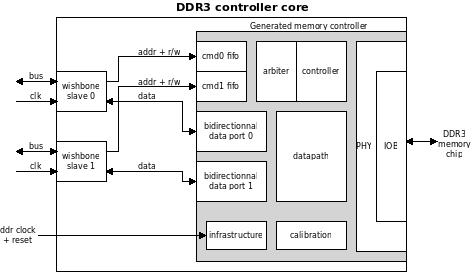 DDR3 controller core
Generated memory controller
addr + r/w
cmd0 fifo
arbiter
controller
bus
wishbone
slave 0
clk
addr + r/w
cmd1 fifo
data
bidirectionnal
data port 0
datapath
PHY
IOB
DDR3
memory
chip
bus
wishbone
slave 1
clk
data
bidirectionnal
data port 1
ddr clock
+ reset
infrastructure
calibration